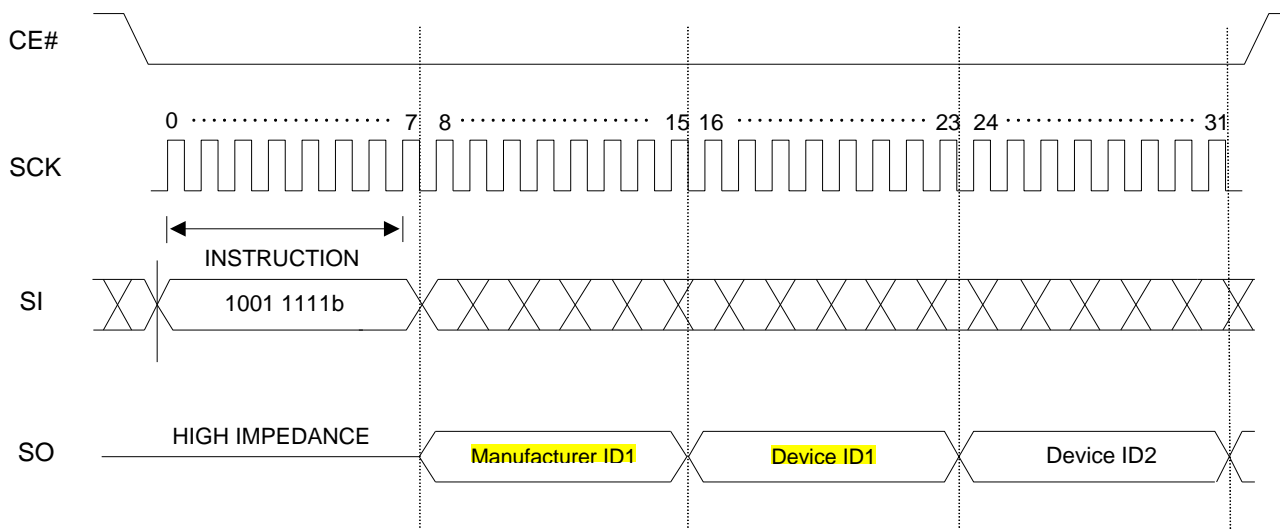 CE#
0 ..................... 7 8 ..................... 15 16 ..................... 23 24 ..................... 31
SCK
INSTRUCTION
SI
1001 1111b
HIGH IMPEDANCE
SO
Manufacturer ID1
Device ID1
Device ID2